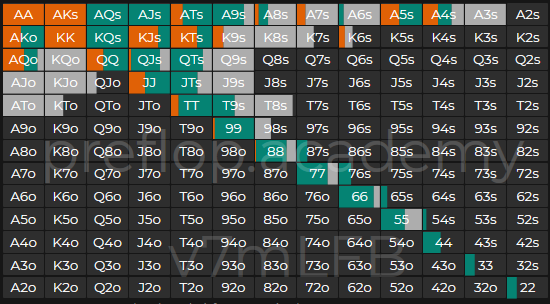 AA AKs AQs AJs ATs A9s A8s A7s A6s A5s A4s A3s A2s
AKo KK KQs KJs KTs K9s K8s K7s K6s K5s K4s K3s K2s
AQo KQo QQ QJs QTs Q9s Q8s Q7s Q6s Q5s Q4s Q3s Q2s
AJo KJo QJo JJ JTs J9s J8s J7s J6s J5s J4s J3s J2s
ATo KTo QTo JTo TT T9s T8s T7s T6s T5s T4s T3s T2s
A9o K9o Q9o J9o T9o 99 98s 97s 96s 95s 94s 93s 92s
A8o K8o Q8o J8o T8o 98o 88 87s 86s 85s 84s 83s 82s
preflop.academy
A7o K7o Q7o J7o T7o 97o 87o 77 76s 75s 74s 73s 72s
A6o K6o Q6o J6o T6o 96o 86o 76o 66 65s 64s 63s 62s
A5o K5o Q5o J5o T5o 95o 85o 75o 65o 55 54s 53s 52s
A4o K4o Q4o J4o T4o 94o 84o 74o 64o 54o 44 43s 42s
v7mLFB
A3o K3o Q3o J3o T3o 93o 83o 73o 63o 53o 43o 33 32s
A2o K2o Q2o J2o T2o 92o 82o 72o 62o 52o 42o 32o 22